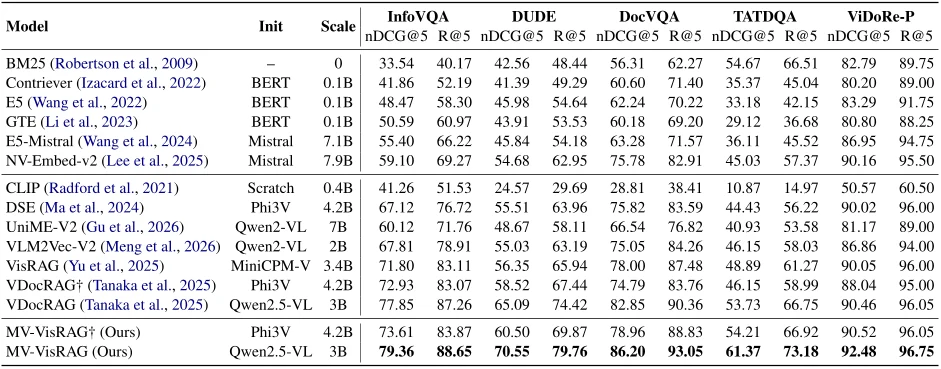 Model Init Scale InfoVQA DUDE DocVQA TATDQA ViDoRe-P
nDCG@5 R@5 nDCG@5 R@5 nDCG@5 R@5 nDCG@5 R@5 nDCG@5 R@5
BM25 (Robertson et al., 2009) – 0 33.54 40.17 42.56 48.44 56.31 62.27 54.67 66.51 82.79 89.75
Contriever (Izacard et al., 2022) BERT 0.1B 41.86 52.19 41.39 49.29 60.60 71.40 35.37 45.04 80.20 89.00
E5 (Wang et al., 2022) BERT 0.1B 48.47 58.30 45.98 54.64 62.24 70.22 33.18 42.15 83.29 91.75
GTE (Li et al., 2023) BERT 0.1B 50.59 60.97 43.91 53.53 60.18 69.20 29.12 36.68 80.80 88.25
E5-Mistral (Wang et al., 2024) Mistral 7.1B 55.40 66.22 45.84 54.18 63.28 71.57 36.11 45.52 86.95 94.75
NV-Embed-v2 (Lee et al., 2025) Mistral 7.9B 59.10 69.27 54.68 62.95 75.78 82.91 45.03 57.37 90.16 95.50
CLIP (Radford et al., 2021) Scratch 0.4B 41.26 51.53 24.57 29.69 28.81 38.41 10.87 14.97 50.57 60.50
DSE (Ma et al., 2024) Phi3V 4.2B 67.12 76.72 55.51 63.96 75.82 83.59 44.43 56.22 90.02 96.00
UniME-V2 (Gu et al., 2026) Qwen2-VL 7B 60.12 71.76 48.67 58.11 66.54 76.82 40.93 53.58 81.17 89.00
VLM2Vec-V2 (Meng et al., 2026) Qwen2-VL 2B 67.81 78.91 55.03 63.19 75.05 84.26 46.15 58.03 86.86 94.00
VisRAG (Yu et al., 2025) MiniCPM-V 3.4B 71.80 83.11 56.35 65.94 78.00 87.48 48.89 61.27 90.05 96.00
VDocRAG† (Tanaka et al., 2025) Phi3V 4.2B 72.93 83.07 58.52 67.44 74.79 83.76 46.15 58.99 88.04 95.00
VDocRAG (Tanaka et al., 2025) Qwen2.5-VL 3B 77.85 87.26 65.09 74.42 82.85 90.36 53.73 66.75 90.46 96.05
MV-VisRAG† (Ours) Phi3V 4.2B 73.61 83.87 60.50 69.87 78.96 88.83 54.21 66.92 90.52 96.05
MV-VisRAG (Ours) Qwen2.5-VL 3B 79.36 88.65 70.55 79.76 86.20 93.05 61.37 73.18 92.48 96.75